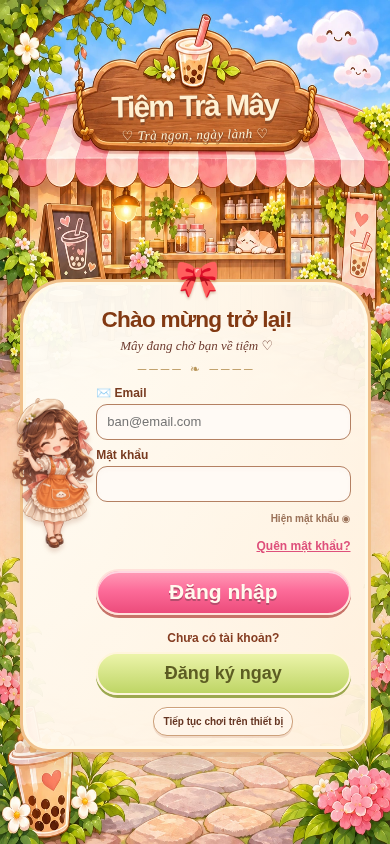 Tiệm Trà Mây
♡ Trà ngon, ngày lành ♡
Chào mừng trở lại!
Mây đang chờ bạn về tiệm ♡
✉️ Email
ban@email.com
Mật khẩu
Hiện mật khẩu ◉
Quên mật khẩu?
Đăng nhập
Chưa có tài khoản?
Đăng ký ngay
Tiếp tục chơi trên thiết bị